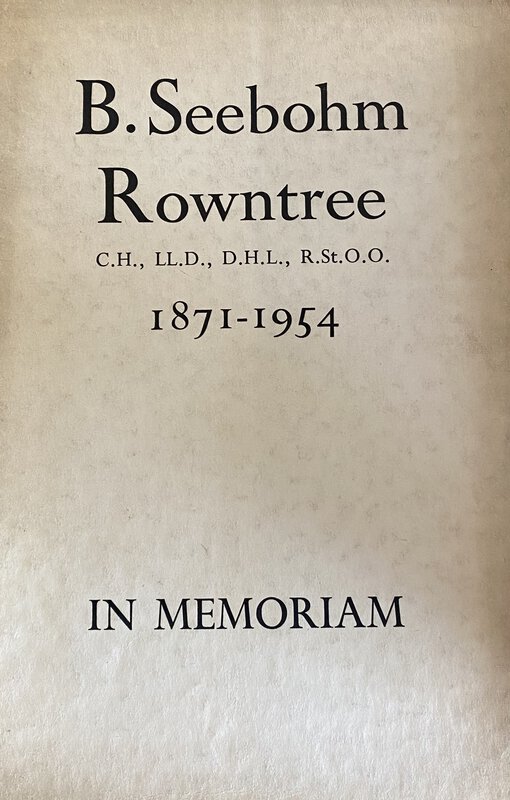 B. Seebohm
Rowntree
C.H., LL.D., D.H.L., R.St.O.O.
1871-1954
IN MEMORIAM